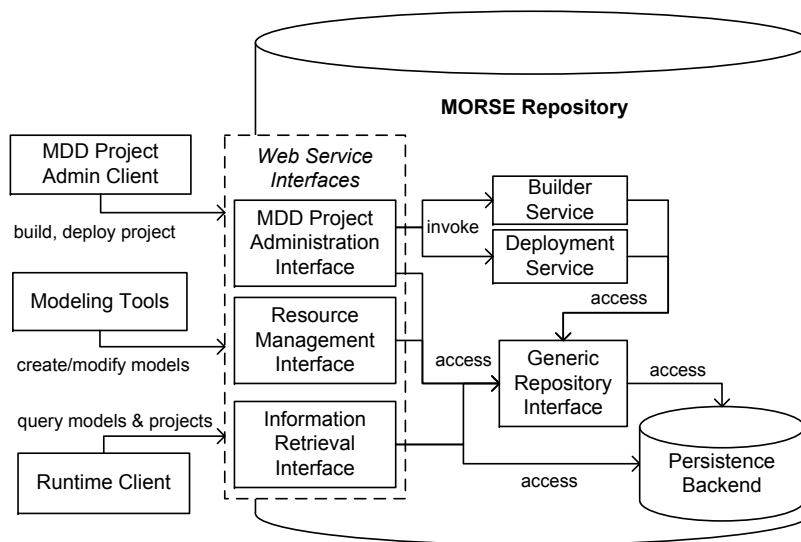 MORSE Repository
MDD Project
Admin Client
build, deploy project
Modeling Tools
create/modify models
query models & projects
Runtime Client
Web Service
Interfaces
MDD Project
Administration
Interface
Resource
Management
Interface
Information
Retrieval
Interface
invoke
Builder
Service
Deployment
Service
access
access
Generic
Repository
Interface
access
access
Persistence
Backend